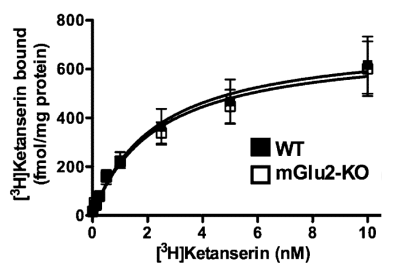 [³H]Ketanserin bound
(fmol/mg protein)
800
600
400
200
0
WT
mGlu2-KO
0 2 4 6 8 10
[³H]Ketanserin (nM)